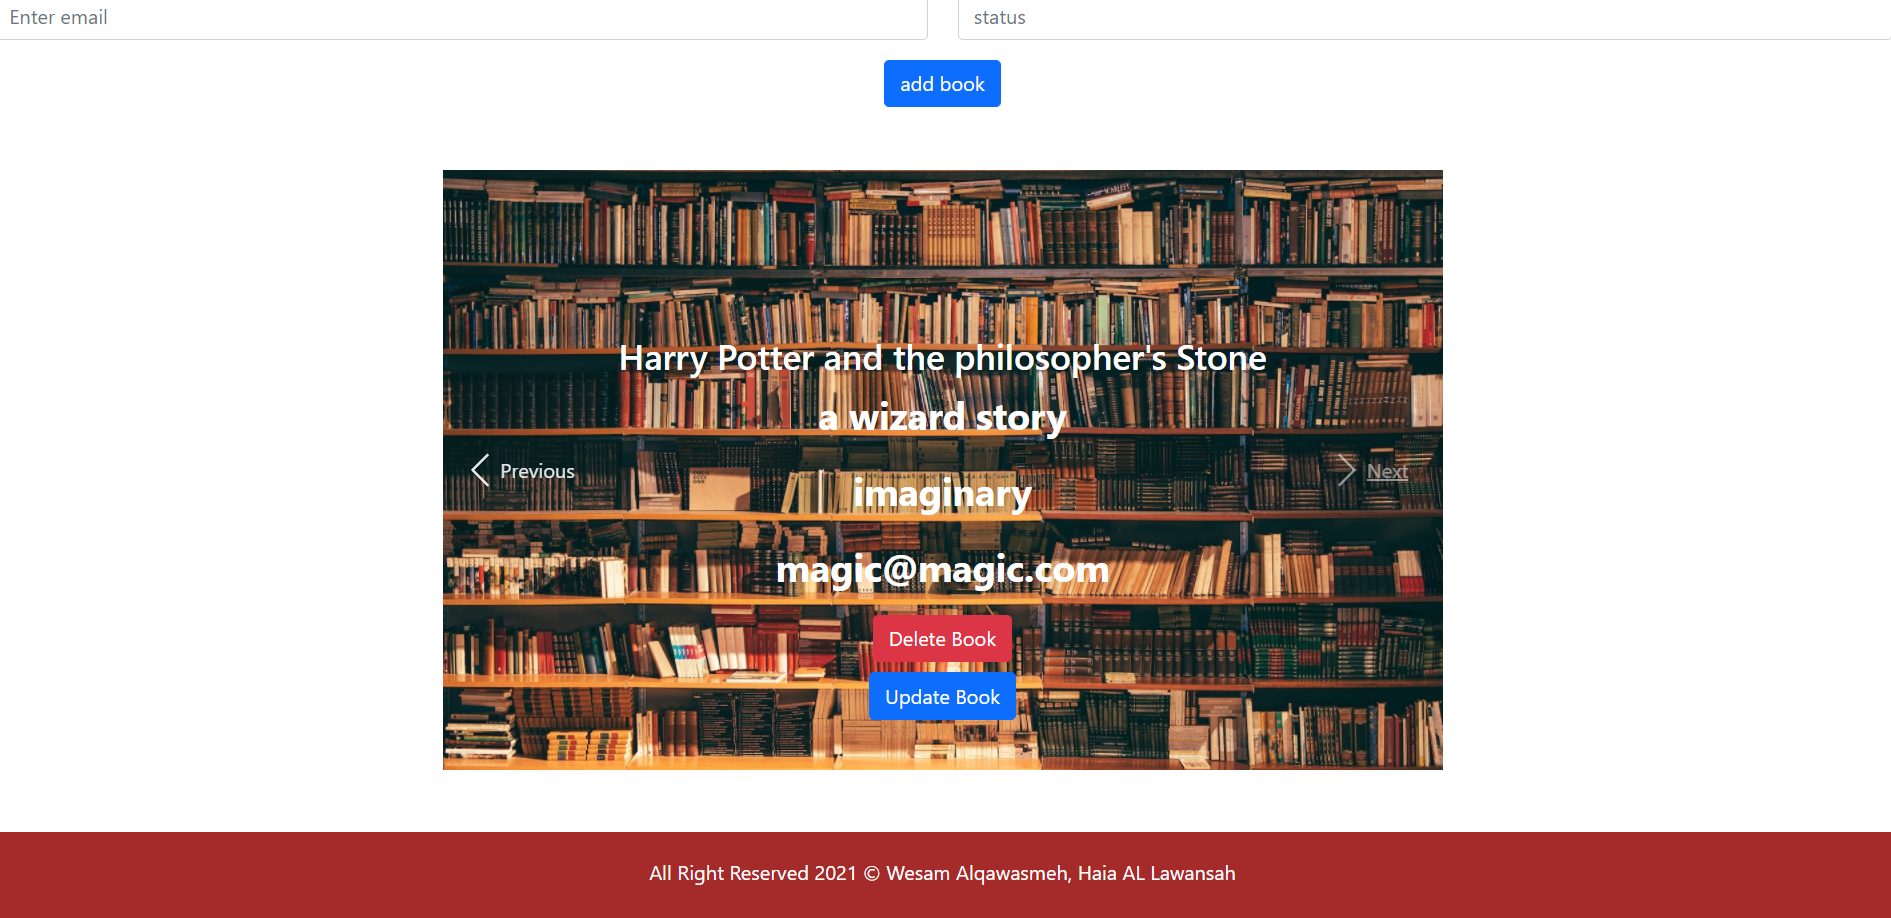 Enter email
status
add book
Harry Potter and the philosopher's Stone
a wizard story
Previous
Next
imaginary
magic@magic.com
Delete Book
Update Book
All Right Reserved 2021 © Wesam Alqawasmeh, Haia AL Lawansah